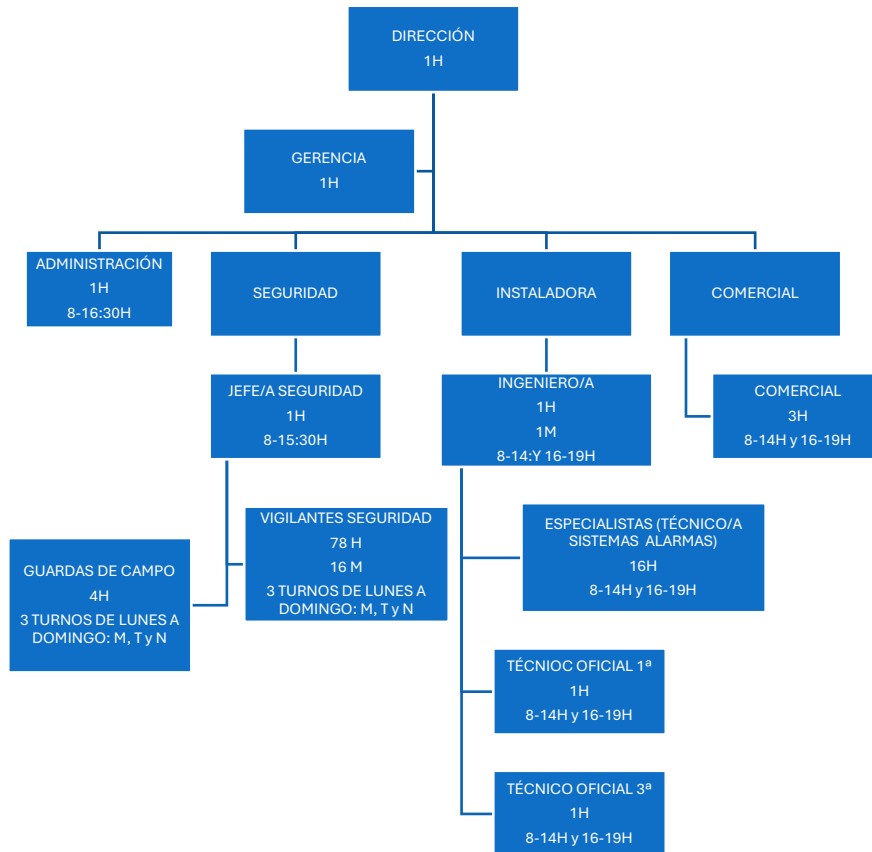 DIRECCIÓN
1H
GERENCIA
1H
ADMINISTRACIÓN
1H
8-16:30H
SEGURIDAD
INSTALADORA
COMERCIAL
JEFE/A SEGURIDAD
1H
8-15:30H
INGENIERO/A
1H
1M
8-14:Y 16-19H
COMERCIAL
3H
8-14H y 16-19H
VIGILANTES SEGURIDAD
78 H
16 M
3 TURNOS DE LUNES A
DOMINGO: M, T y N
GUARDAS DE CAMPO
4H
3 TURNOS DE LUNES A
DOMINGO: M, T y N
ESPECIALISTAS (TÉCNICO/A
SISTEMAS ALARMAS)
16H
8-14H y 16-19H
TÉCNIOC OFICIAL 1ª
1H
8-14H y 16-19H
TÉCNICO OFICIAL 3ª
1H
8-14H y 16-19H